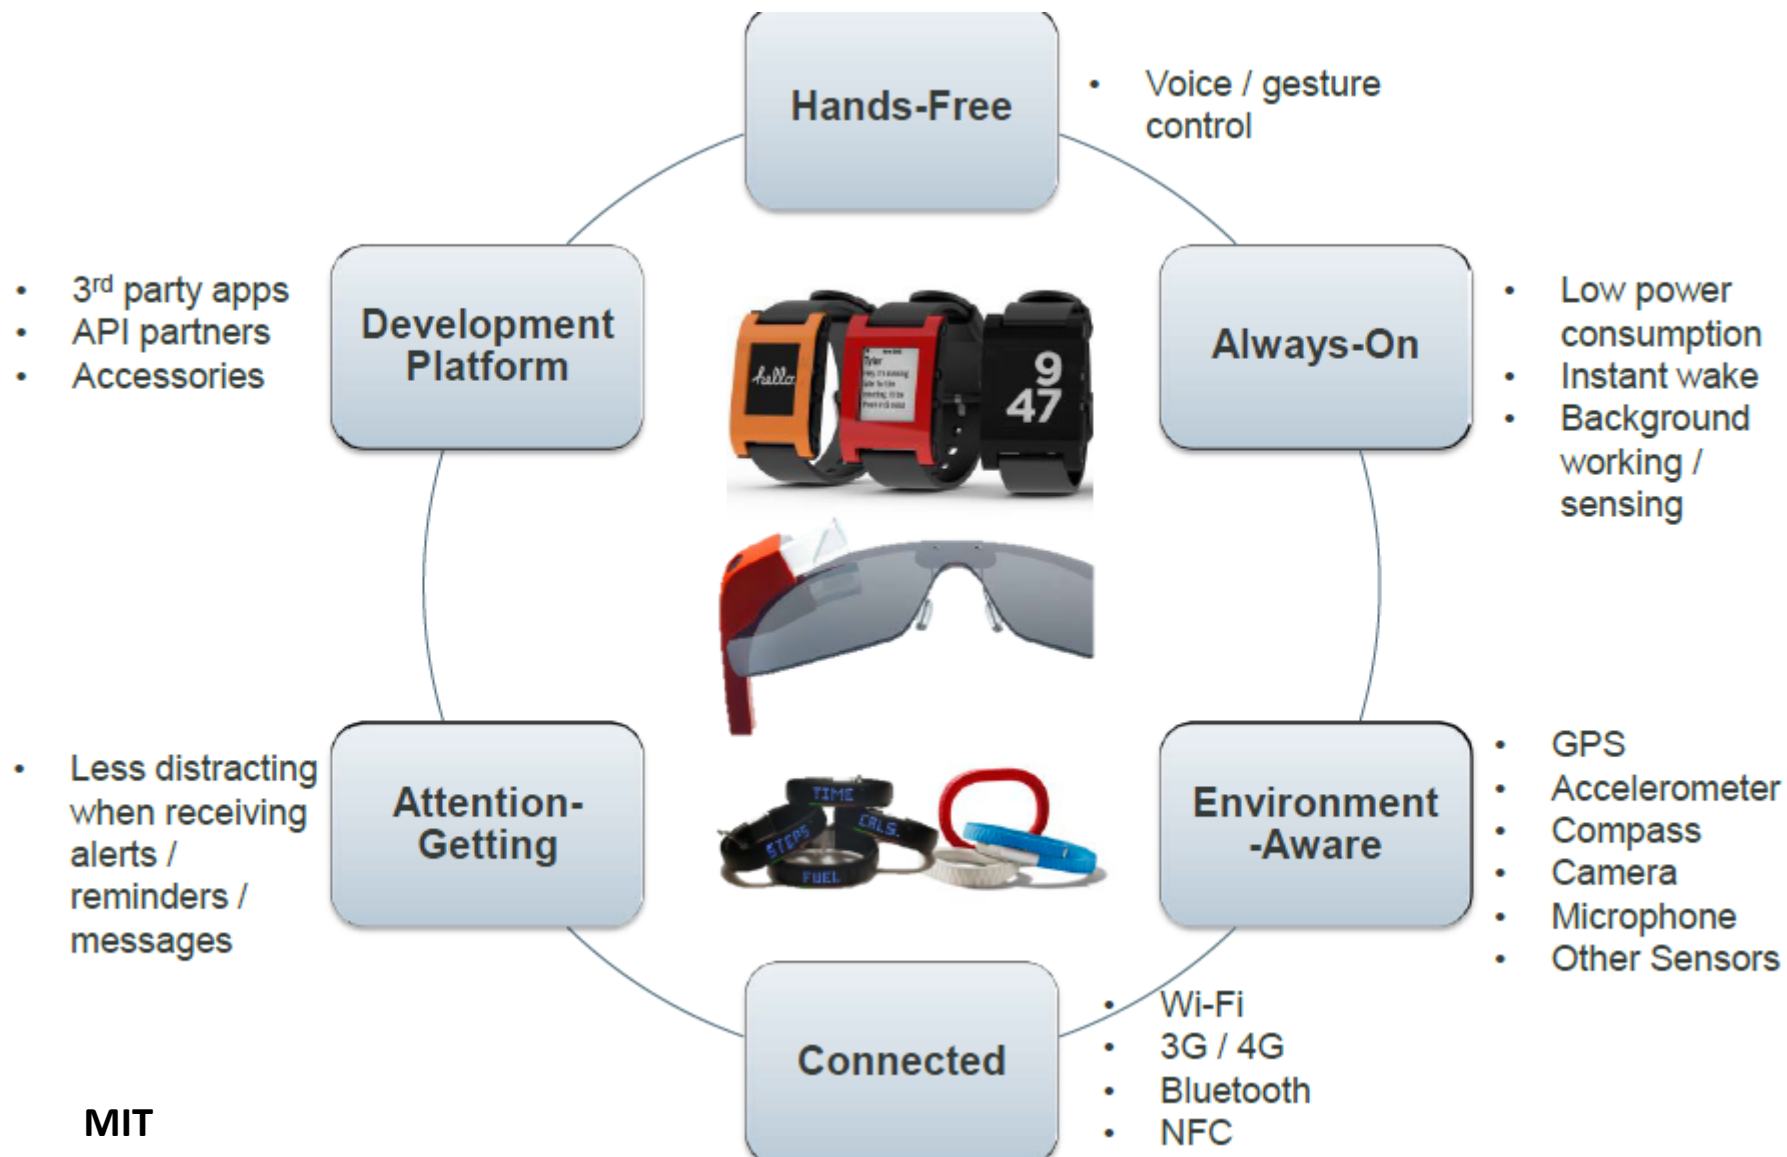 Hands-Free
• Voice / gesture
control
• 3rd party apps
• API partners
• Accessories
Development
Platform
Always-On
• Low power
consumption
• Instant wake
• Background
working /
sensing
hello
Tyler
9
47
• Less distracting
when receiving
alerts /
reminders /
messages
Attention-
Getting
TIME
STEPS
CALS.
FUEL
Environment
-Aware
• GPS
• Accelerometer
• Compass
• Camera
• Microphone
• Other Sensors
Connected
• Wi-Fi
• 3G / 4G
• Bluetooth
• NFC
MIT